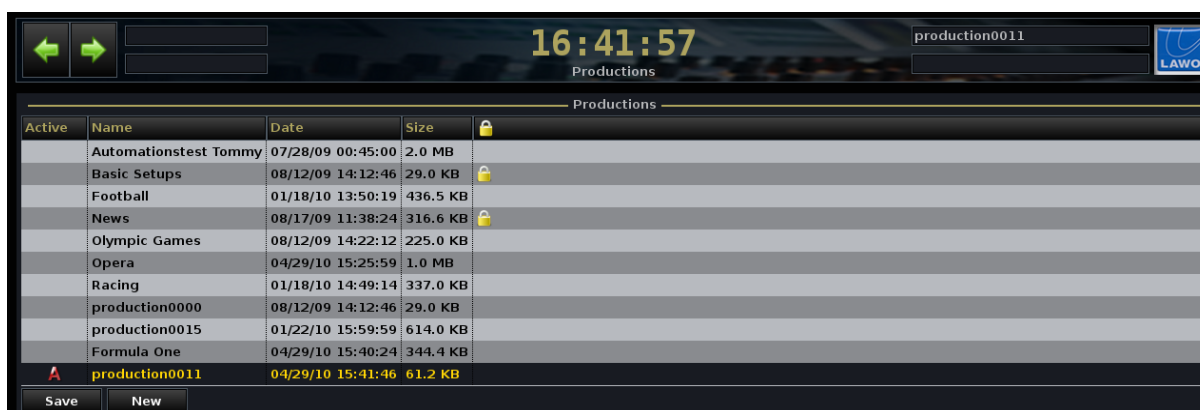 16:41:57
Productions
production0011
LAWO
Productions
Active Name Date Size
Automationstest Tommy 07/28/09 00:45:00 2.0 MB
Basic Setups 08/12/09 14:12:46 29.0 KB
Football 01/18/10 13:50:19 436.5 KB
News 08/17/09 11:38:24 316.6 KB
Olympic Games 08/12/09 14:22:12 225.0 KB
Opera 04/29/10 15:25:59 1.0 MB
Racing 01/18/10 14:49:14 337.0 KB
production0000 08/12/09 14:12:46 29.0 KB
production0015 01/22/10 15:59:59 614.0 KB
Formula One 04/29/10 15:40:24 344.4 KB
A production0011 04/29/10 15:41:46 61.2 KB
Save New